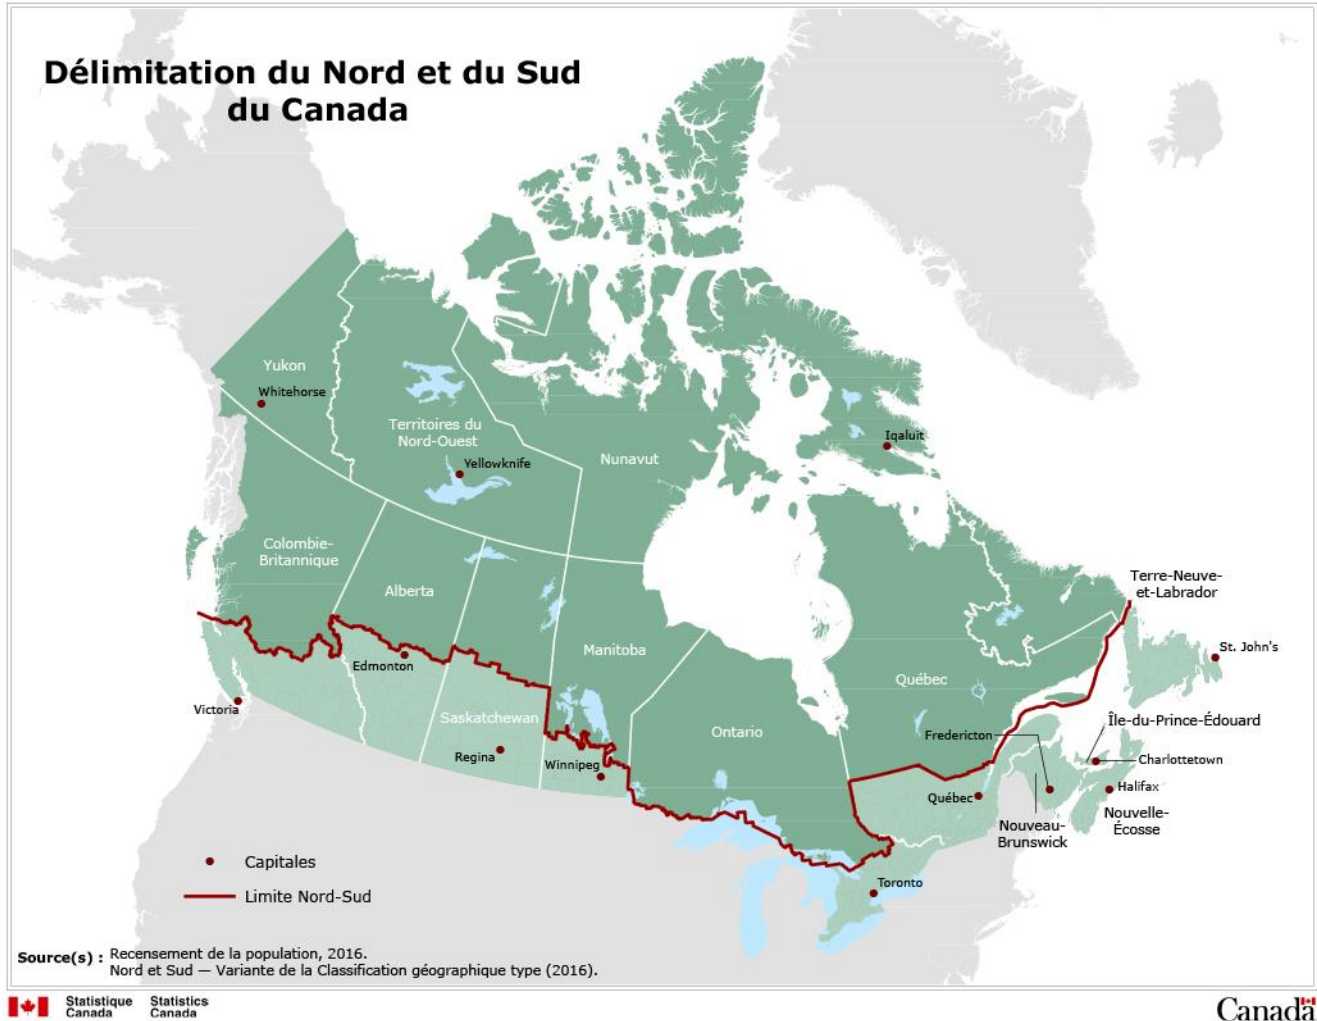 Délimitation du Nord et du Sud
du Canada
Yukon
Whitehorse
Territoires du
Nord-Ouest
Yellowknife
Nunavut
Iqaluit
Colombie-
Britannique
Alberta
Edmonton
Victoria
Saskatchewan
Regina
Manitoba
Winnipeg
Ontario
Toronto
Québec
Québec
Terre-Neuve-
et-Labrador
St. John's
Île-du-Prince-Édouard
Fredericton
Charlottetown
Halifax
Nouvelle-
Écosse
Nouveau-
Brunswick
Capitales
Limite Nord-Sud
Source(s) : Recensement de la population, 2016.
Nord et Sud — Variante de la Classification géographique type (2016).
Statistique Statistics
Canada Canada
Canada